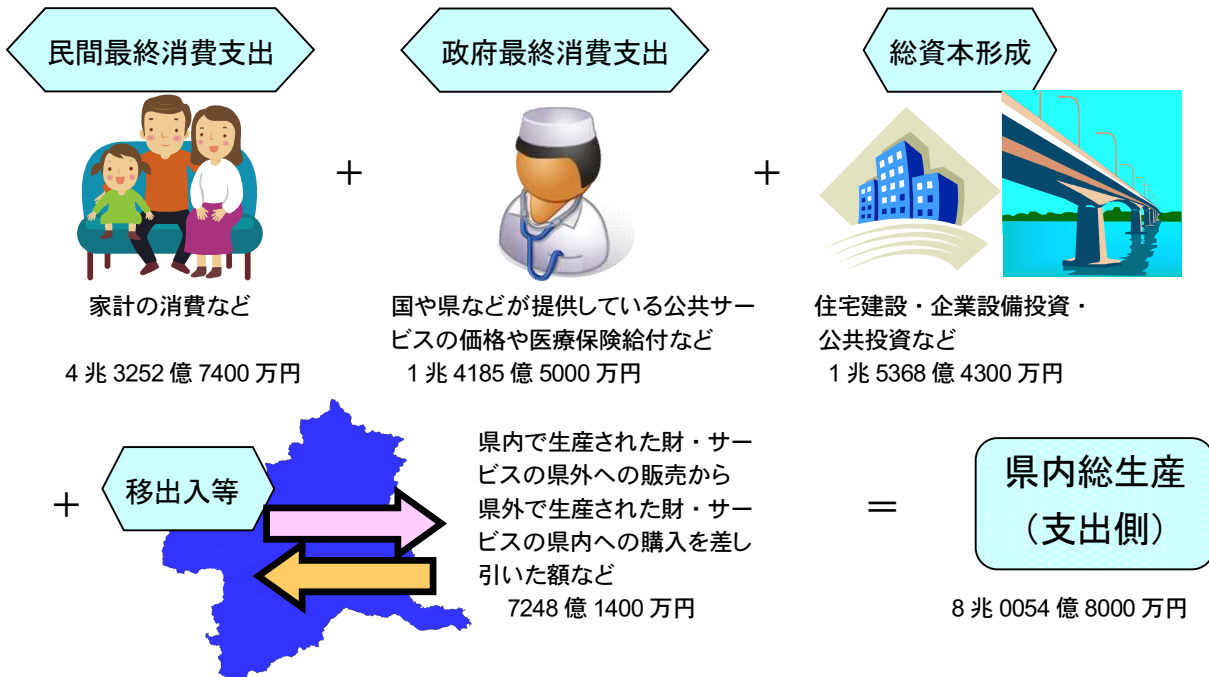 民間最終消費支出
政府最終消費支出
総資本形成
+
+
家計の消費など
4 兆 3252 億 7400 万円
国や県などが提供している公共サー
ビスの価格や医療保険給付など
1 兆 4185 億 5000 万円
住宅建設・企業設備投資・
公共投資など
1 兆 5368 億 4300 万円
+
移出入等
県内で生産された財・サー
ビスの県外への販売から
県外で生産された財・サー
ビスの県内への購入を差し
引いた額など
7248 億 1400 万円
=
県内総生産
（支出側）
8 兆 0054 億 8000 万円